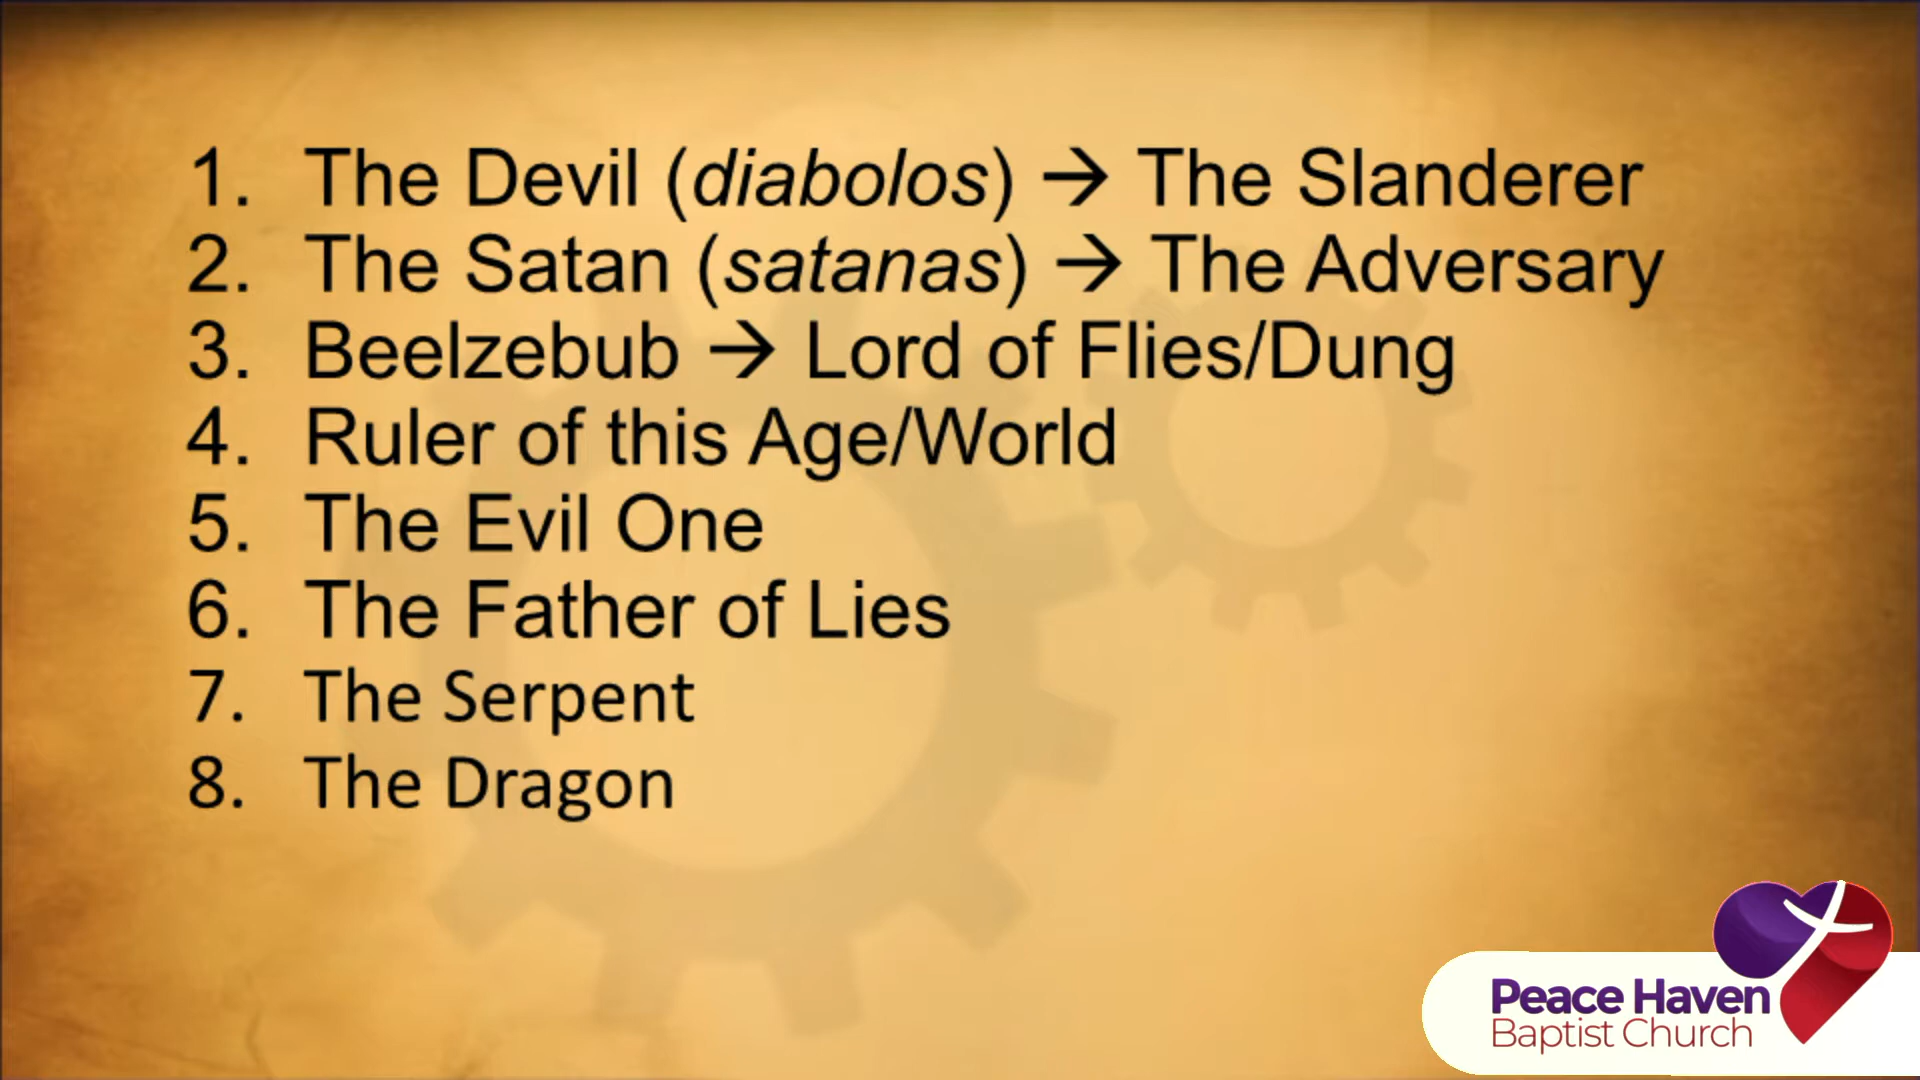 1. The Devil (diabolos) → The Slanderer
2. The Satan (satanas) → The Adversary
3. Beelzebub → Lord of Flies/Dung
4. Ruler of this Age/World
5. The Evil One
6. The Father of Lies
7. The Serpent
8. The Dragon
Peace Haven
Baptist Church